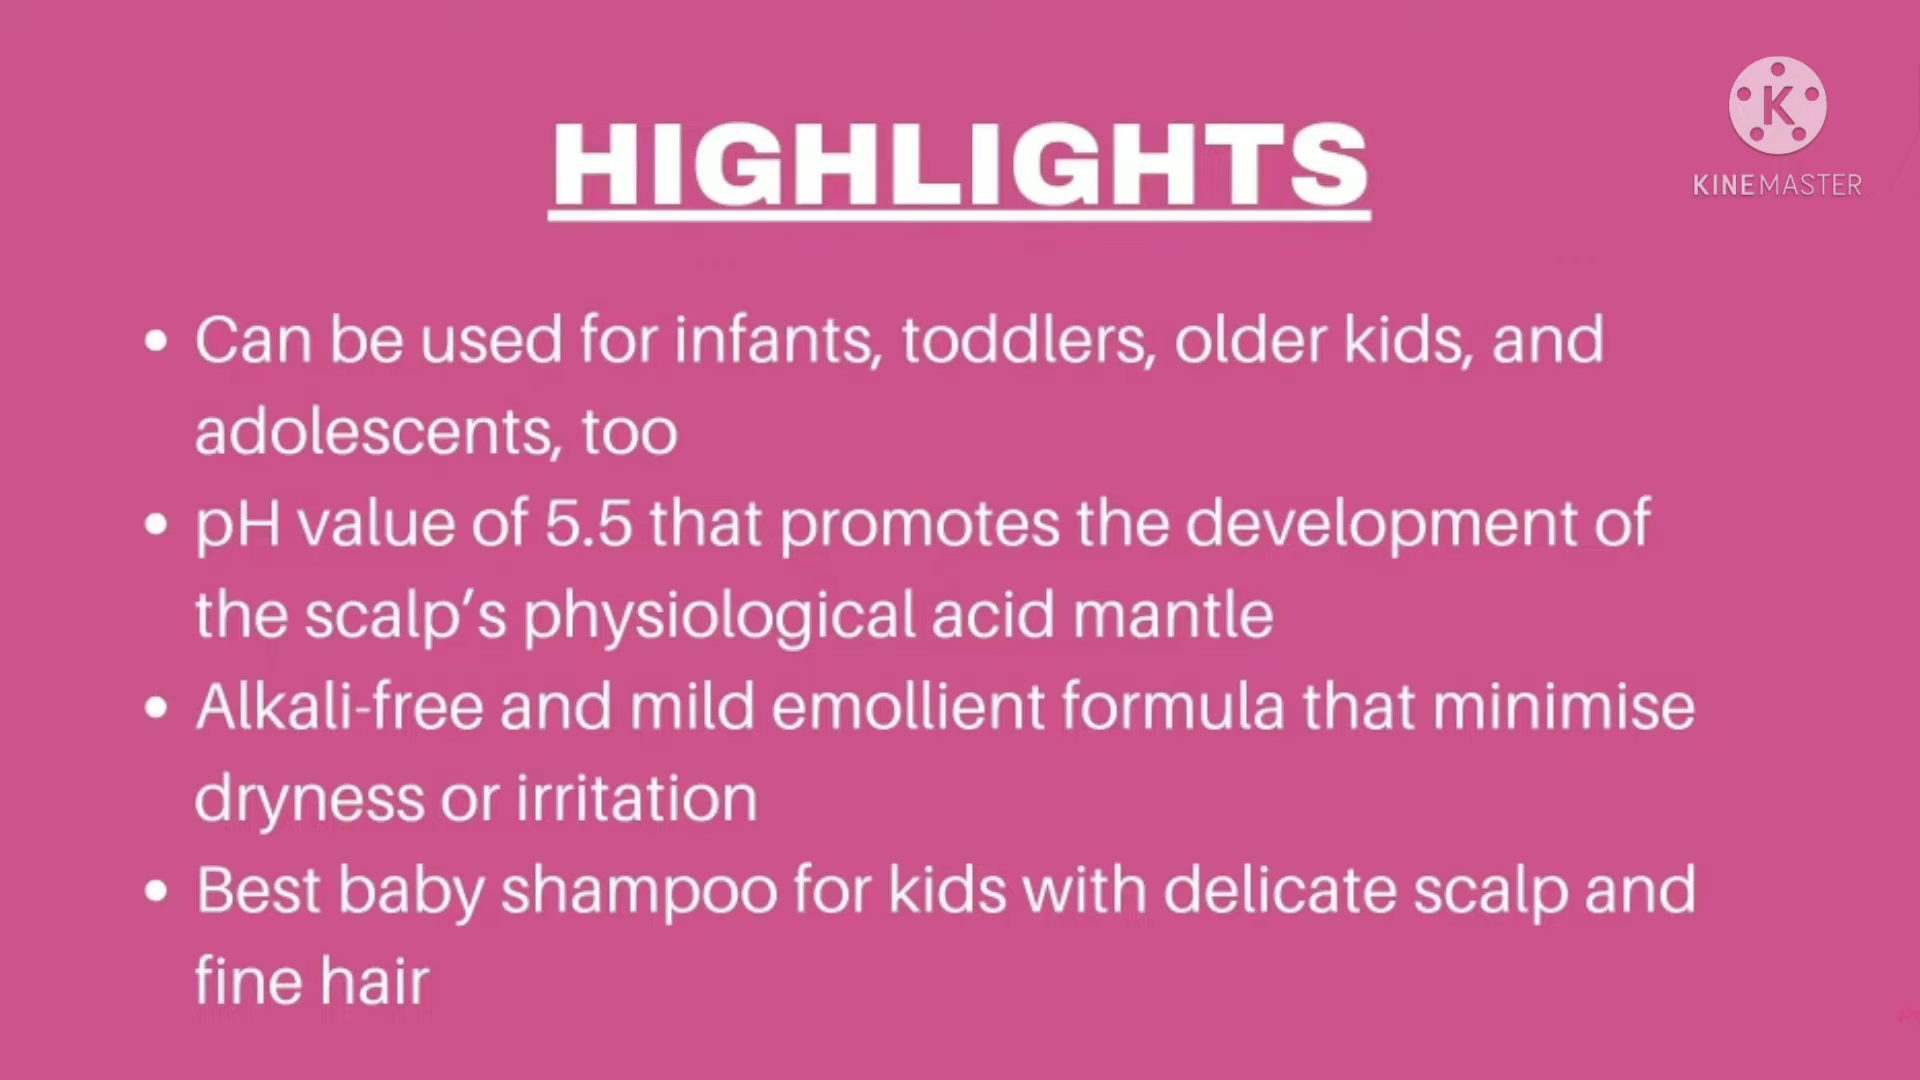 HIGHLIGHTS
K
KINEMASTER
• Can be used for infants, toddlers, older kids, and
adolescents, too
• pH value of 5.5 that promotes the development of
the scalp’s physiological acid mantle
• Alkali-free and mild emollient formula that minimise
dryness or irritation
• Best baby shampoo for kids with delicate scalp and
fine hair